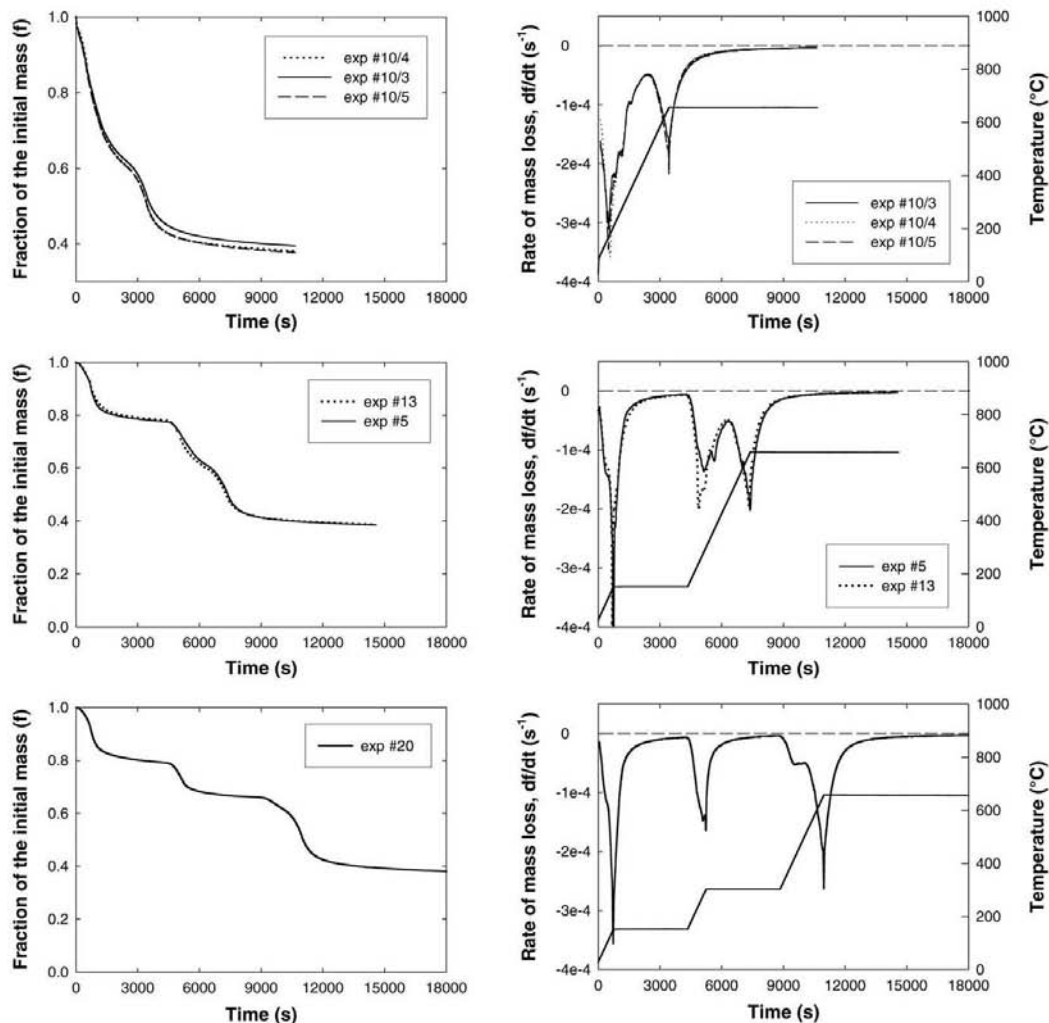 Fraction of the initial mass (f)
1.0
0.8
0.6
0.4
exp #10/4
exp #10/3
exp #10/5
0 3000 6000 9000 12000 15000 18000
Time (s)
Rate of mass loss, df/dt (s⁻¹)
0
-1e-4
-2e-4
-3e-4
-4e-4
exp #10/3
exp #10/4
exp #10/5
0 3000 6000 9000 12000 15000 18000
Time (s)
1000
800
600
400
200
0
Temperature (°C)
Fraction of the initial mass (f)
1.0
0.8
0.6
0.4
0.2
0.0
exp #13
exp #5
0 3000 6000 9000 12000 15000 18000
Time (s)
Rate of mass loss, df/dt (s⁻¹)
0
-1e-4
-2e-4
-3e-4
-4e-4
exp #5
exp #13
0 3000 6000 9000 12000 15000 18000
Time (s)
1000
800
600
400
200
0
Temperature (°C)
Fraction of the initial mass (f)
1.0
0.8
0.6
0.4
0.2
0.0
exp #20
0 3000 6000 9000 12000 15000 18000
Time (s)
Rate of mass loss, df/dt (s⁻¹)
0
-1e-4
-2e-4
-3e-4
-4e-4
0 3000 6000 9000 12000 15000 18000
Time (s)
1000
800
600
400
200
0
Temperature (°C)